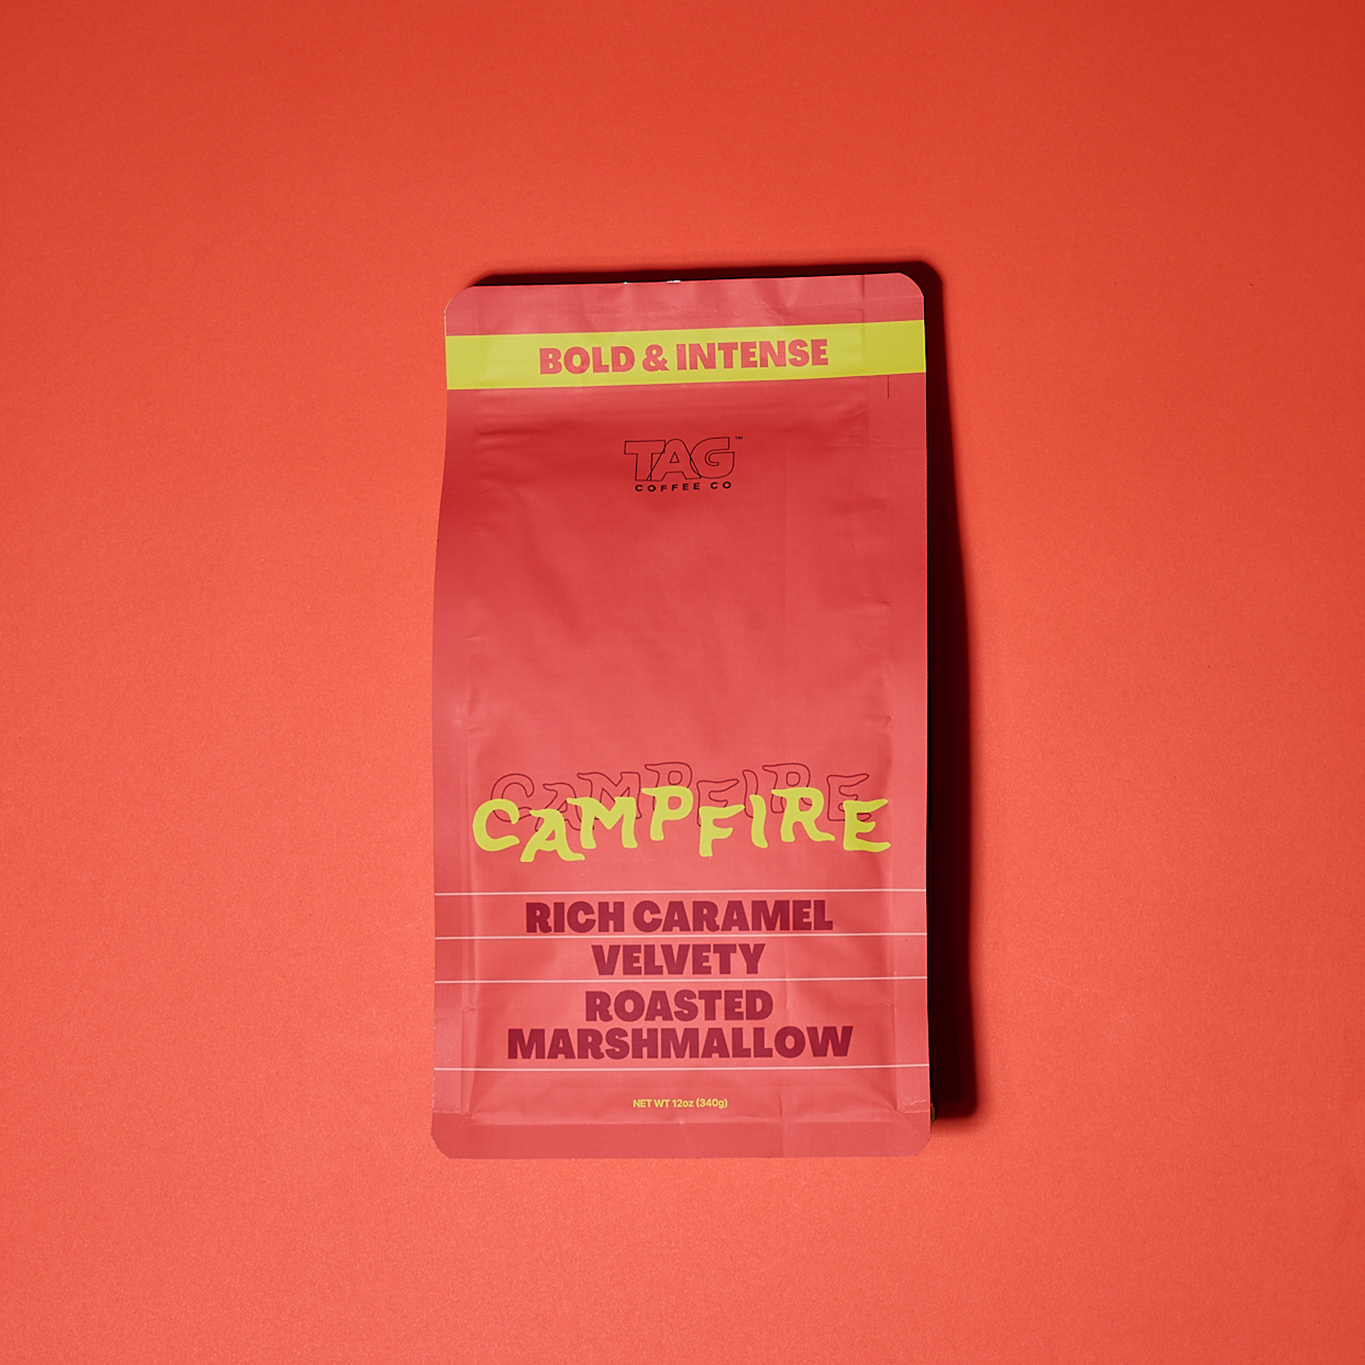 BOLD & INTENSE
TAG™
COFFEE CO
CAMPFIRE
CAMPFIRE
RICH CARAMEL
VELVETY
ROASTED
MARSHMALLOW
NET WT 12oz (340g)